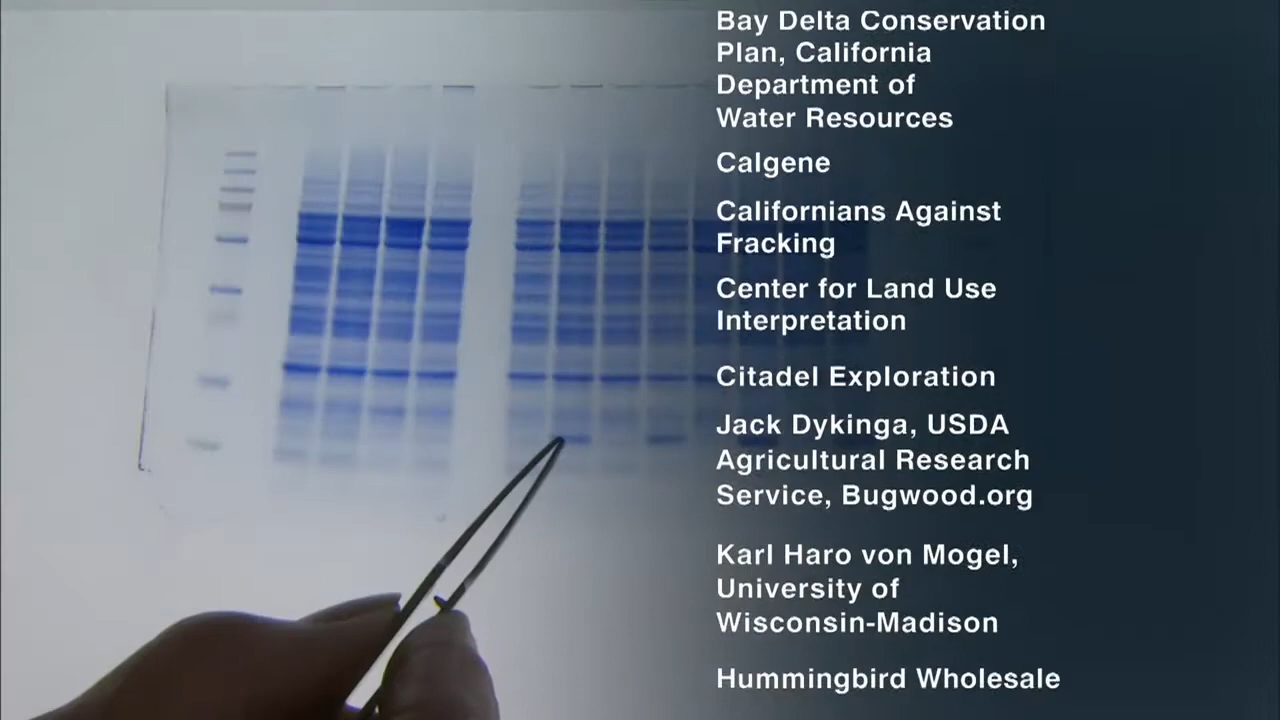 Bay Delta Conservation
Plan, California
Department of
Water Resources
Calgene
Californians Against
Fracking
Center for Land Use
Interpretation
Citadel Exploration
Jack Dykinga, USDA
Agricultural Research
Service, Bugwood.org
Karl Haro von Mogel,
University of
Wisconsin-Madison
Hummingbird Wholesale